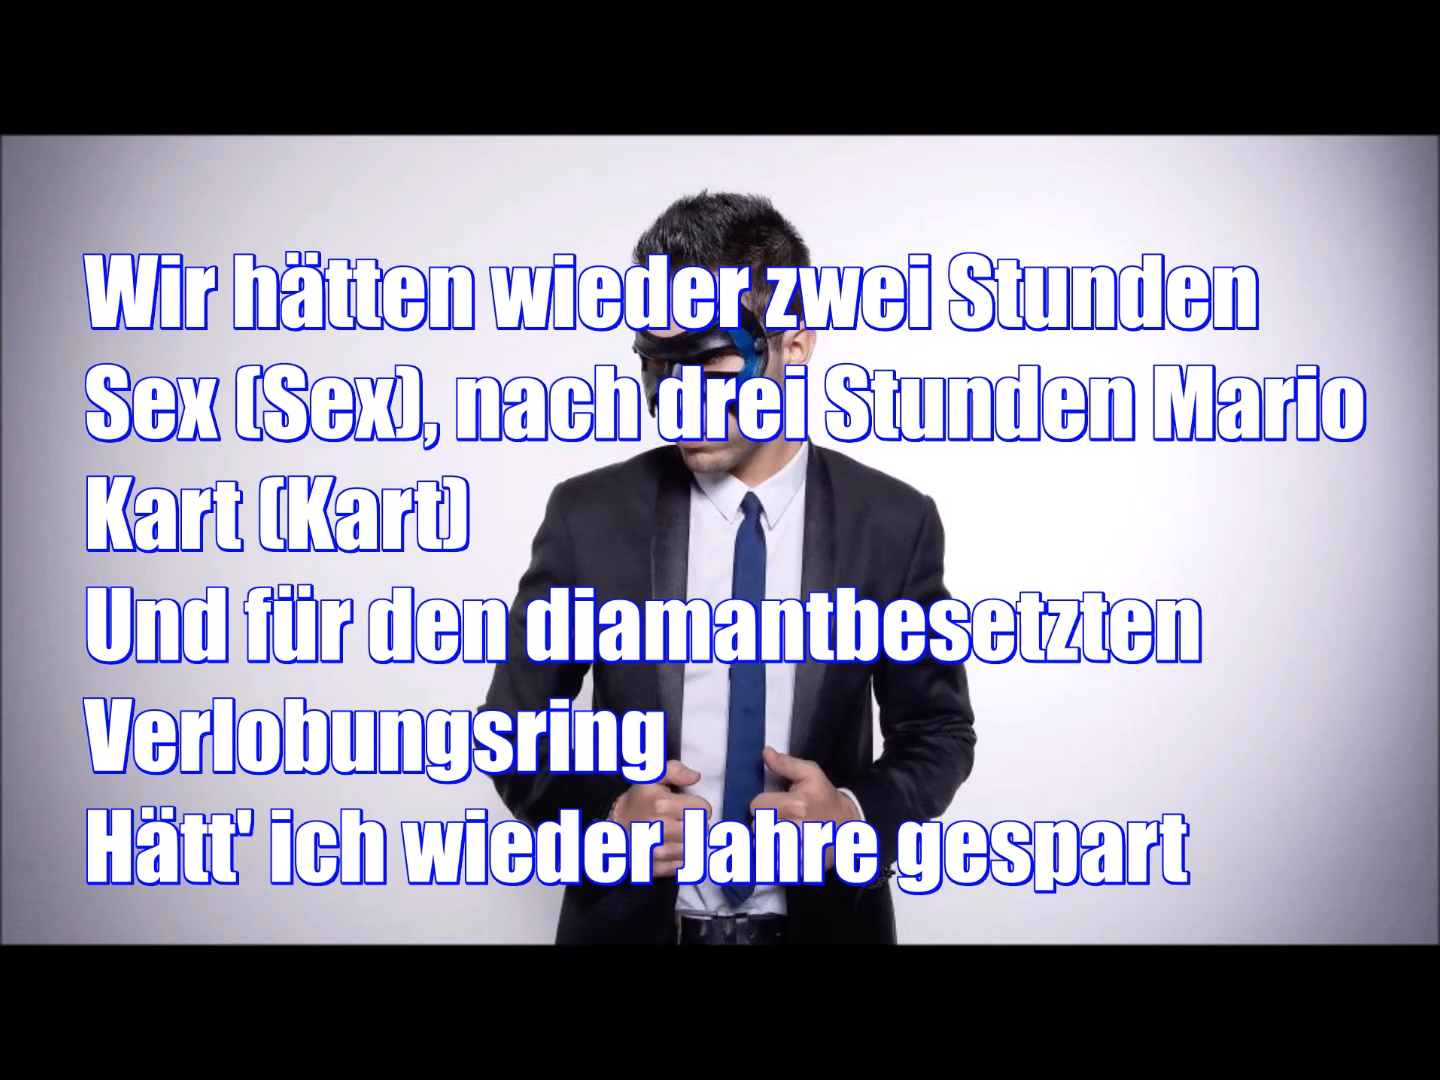 Wir hätten wieder zwei Stunden
Sex (Sex), nach drei Stunden Mario
Kart (Kart)
Und für den diamantbesetzten
Verlobungsring
Hätt' ich wieder Jahre gespart